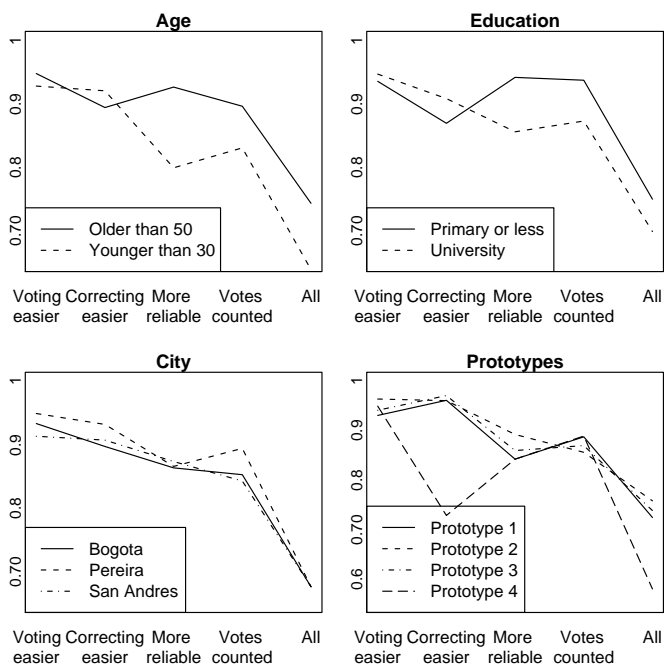 Age
1
0.9
0.8
0.70
Older than 50
Younger than 30
Voting Correcting More Votes All
easier easier reliable counted
Education
1
0.9
0.8
0.70
Primary or less
University
Voting Correcting More Votes All
easier easier reliable counted
City
1
0.9
0.8
0.70
Bogota
Pereira
San Andres
Voting Correcting More Votes All
easier easier reliable counted
Prototypes
1
0.9
0.8
0.70
0.6
Prototype 1
Prototype 2
Prototype 3
Prototype 4
Voting Correcting More Votes All
easier easier reliable counted